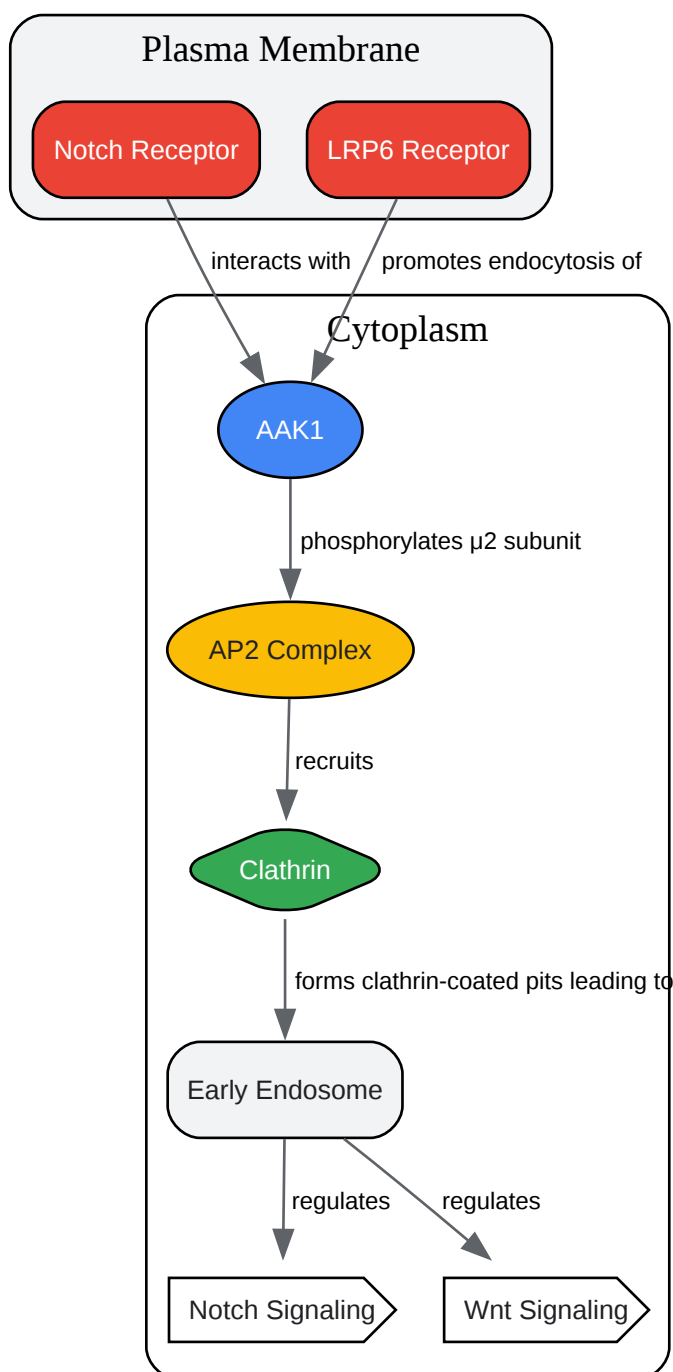 Plasma Membrane
Notch Receptor
LRP6 Receptor
interacts with
promotes endocytosis of
Cytoplasm
AAK1
phosphorylates μ2 subunit
AP2 Complex
recruits
Clathrin
forms clathrin-coated pits leading to
Early Endosome
regulates
regulates
Notch Signaling
Wnt Signaling